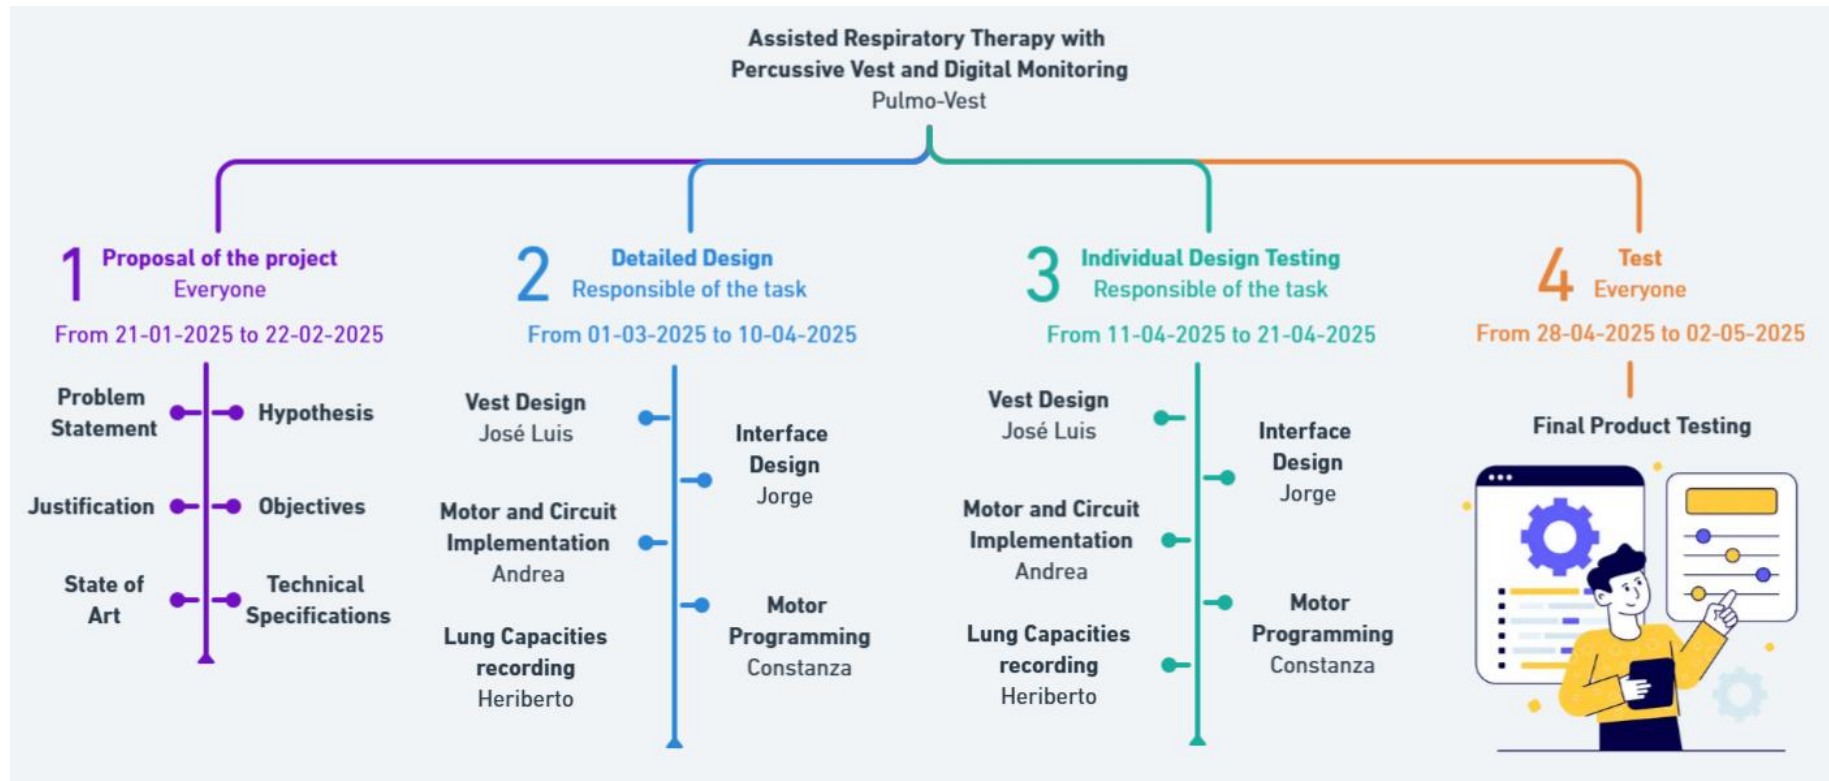 Assisted Respiratory Therapy with
Percussive Vest and Digital Monitoring
Pulmo-Vest
1
Proposal of the project
Everyone
From 21-01-2025 to 22-02-2025
Problem
Statement
Hypothesis
Justification
Objectives
State of
Art
Technical
Specifications
2
Detailed Design
Responsible of the task
From 01-03-2025 to 10-04-2025
Vest Design
José Luis
Interface
Design
Jorge
Motor and Circuit
Implementation
Andrea
Motor
Programming
Constanza
Lung Capacities
recording
Heriberto
3
Individual Design Testing
Responsible of the task
From 11-04-2025 to 21-04-2025
Vest Design
José Luis
Interface
Design
Jorge
Motor and Circuit
Implementation
Andrea
Motor
Programming
Constanza
Lung Capacities
recording
Heriberto
4
Test
Everyone
From 28-04-2025 to 02-05-2025
Final Product Testing